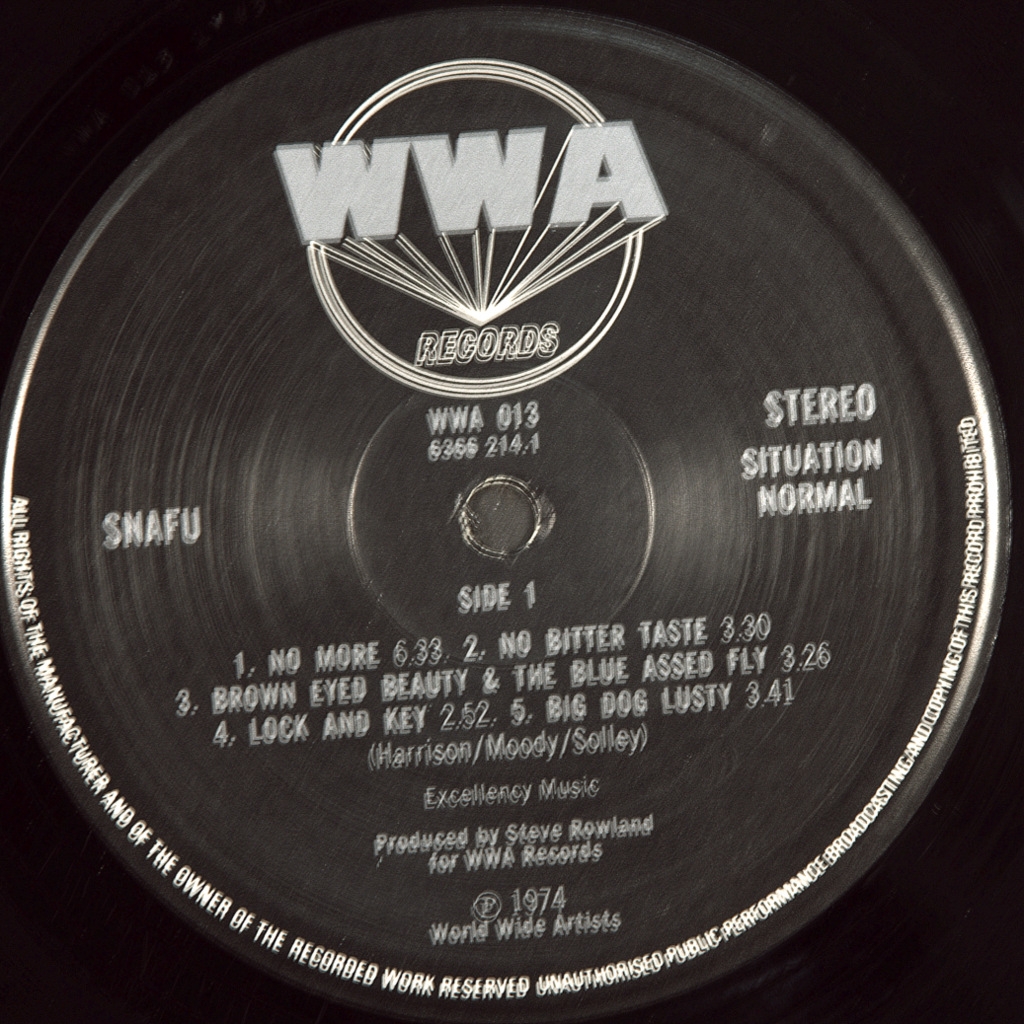 WWA
RECORDS
WWA 013
6366 214.1
STEREO
SITUATION
NORMAL
SNAFU
SIDE 1
1. NO MORE 6.33. 2. NO BITTER TASTE 3.30
3. BROWN EYED BEAUTY & THE BLUE ASSED FLY 3.26
4. LOCK AND KEY 2.52. 5. BIG DOG LUSTY 3.41
(Harrison/Moody/Solley)
Excellency Music
Produced by Steve Rowland
for WWA Records
℗ 1974
World Wide Artists
ALL RIGHTS OF THE MANUFACTURER AND OF THE OWNER OF THE RECORDED WORK RESERVED UNAUTHORISED PUBLIC PERFORMANCE BROADCASTING AND COPYING OF THIS RECORD PROHIBITED